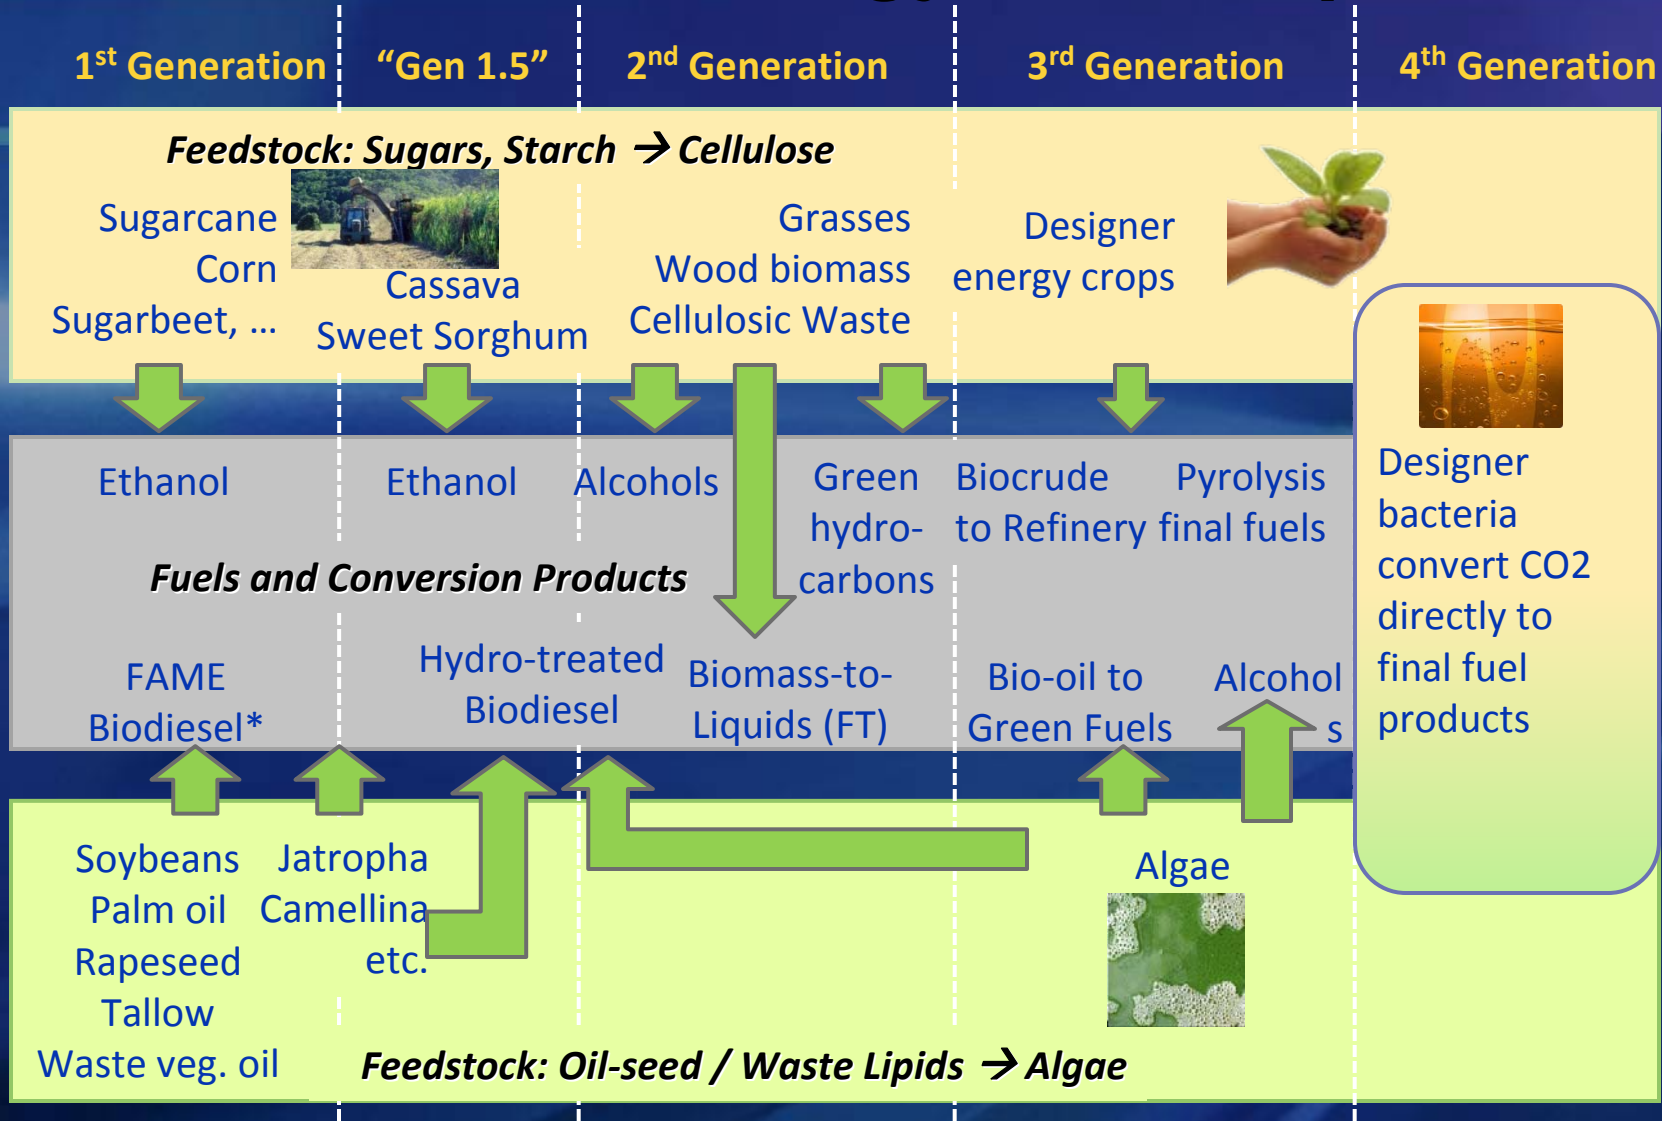 1st Generation
“Gen 1.5”
2nd Generation
3rd Generation
4th Generation
Feedstock: Sugars, Starch → Cellulose
Sugarcane
Corn
Sugarbeet, ...
Cassava
Sweet Sorghum
Grasses
Wood biomass
Cellulosic Waste
Designer
energy crops
Ethanol
Ethanol
Alcohols
Green
hydro-
carbons
Biocrude
to Refinery
Pyrolysis
final fuels
Fuels and Conversion Products
FAME
Biodiesel*
Hydro-treated
Biodiesel
Biomass-to-
Liquids (FT)
Bio-oil to
Green Fuels
Alcohol
s
Designer
bacteria
convert CO2
directly to
final fuel
products
Soybeans
Palm oil
Rapeseed
Tallow
Waste veg. oil
Jatropha
Camellina
etc.
Algae
Feedstock: Oil-seed / Waste Lipids → Algae